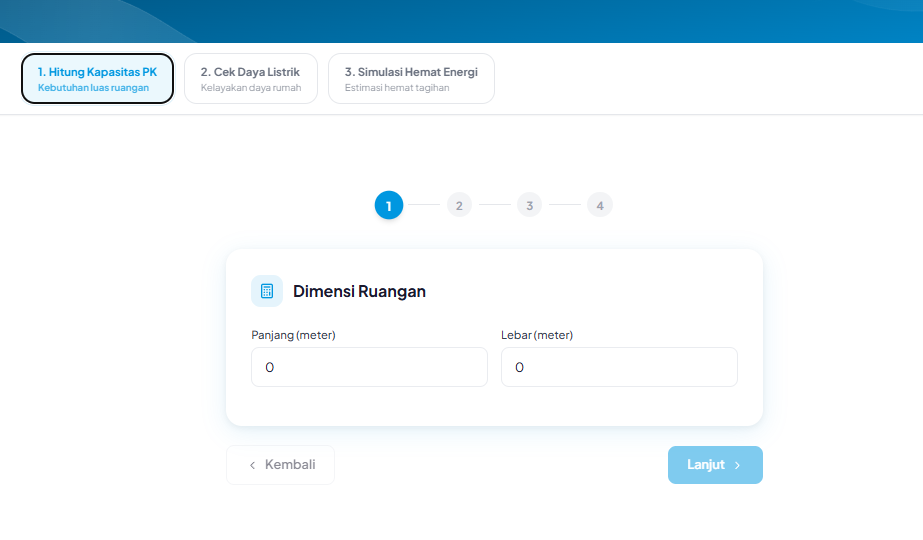 1. Hitung Kapasitas PK
Kebutuhan luas ruangan
2. Cek Daya Listrik
Kelayakan daya rumah
3. Simulasi Hemat Energi
Estimasi hemat tagihan
1
2
3
4
Dimensi Ruangan
Panjang (meter)
Lebar (meter)
0
0
Kembali
Lanjut